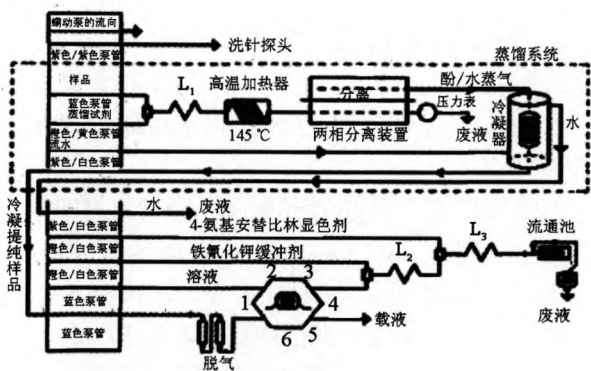 蠕动泵的流向
紫色/紫色泵管
洗针探头
蒸馏系统
样品
L1
高温加热器
145 ℃
分离
两相分离装置
酚/水蒸气
压力表
废液
冷凝器
水
蓝色泵管
蒸馏试剂
橙色/黄色泵管
流水
紫色/白色泵管
冷凝提纯样品
水
废液
紫色/白色泵管
4-氨基安替比林显色剂
橙色/白色泵管
铁氰化钾缓冲剂
橙色/白色泵管
溶液
L2
L3
流通池
废液
蓝色泵管
蓝色泵管
1
2
3
4
5
6
载液
脱气